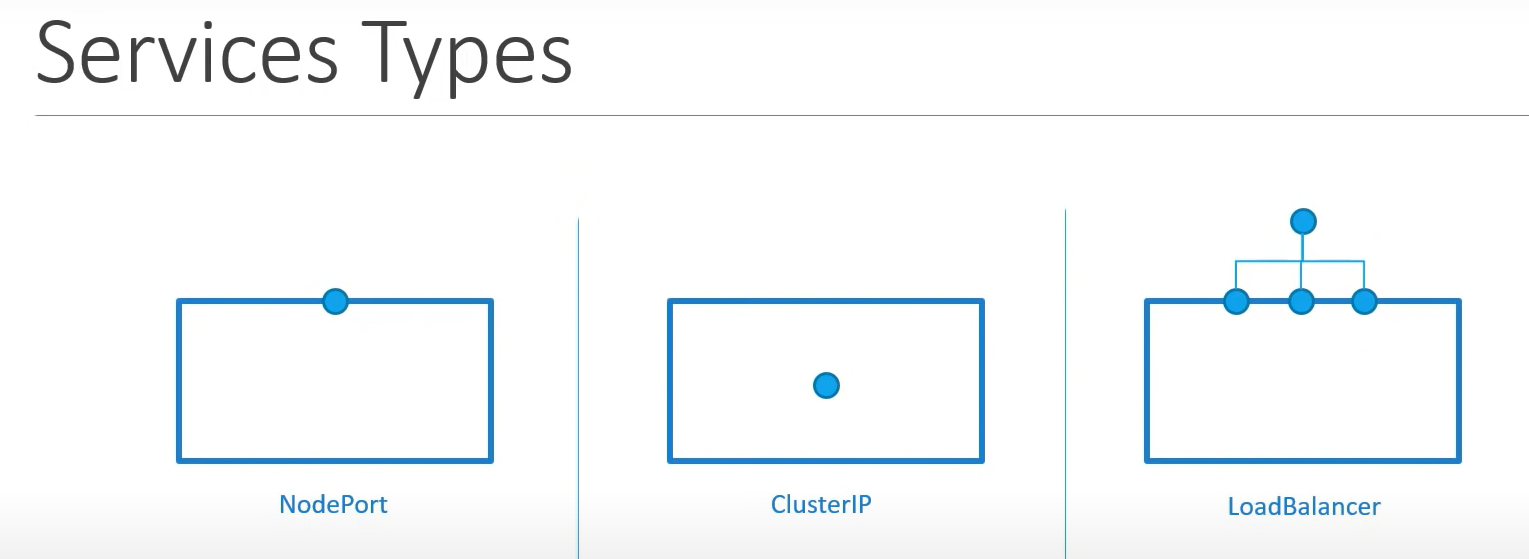 Services Types
NodePort
ClusterIP
LoadBalancer